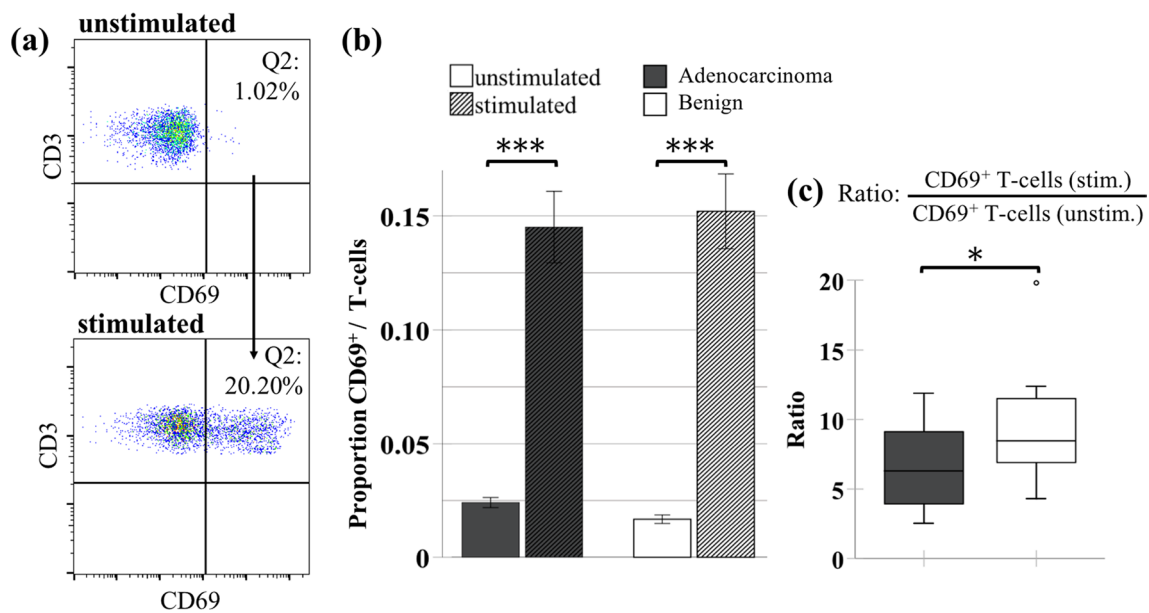 (a)
unstimulated
Q2:
1.02%
CD3
CD69
stimulated
Q2:
20.20%
CD3
CD69
(b)
unstimulated
stimulated
Adenocarcinoma
Benign
***
***
Proportion CD69⁺ / T-cells
0.15
0.10
0.05
0
(c)
Ratio:
CD69⁺ T-cells (stim.)
CD69⁺ T-cells (unstim.)
*
Ratio
20
15
10
5
0